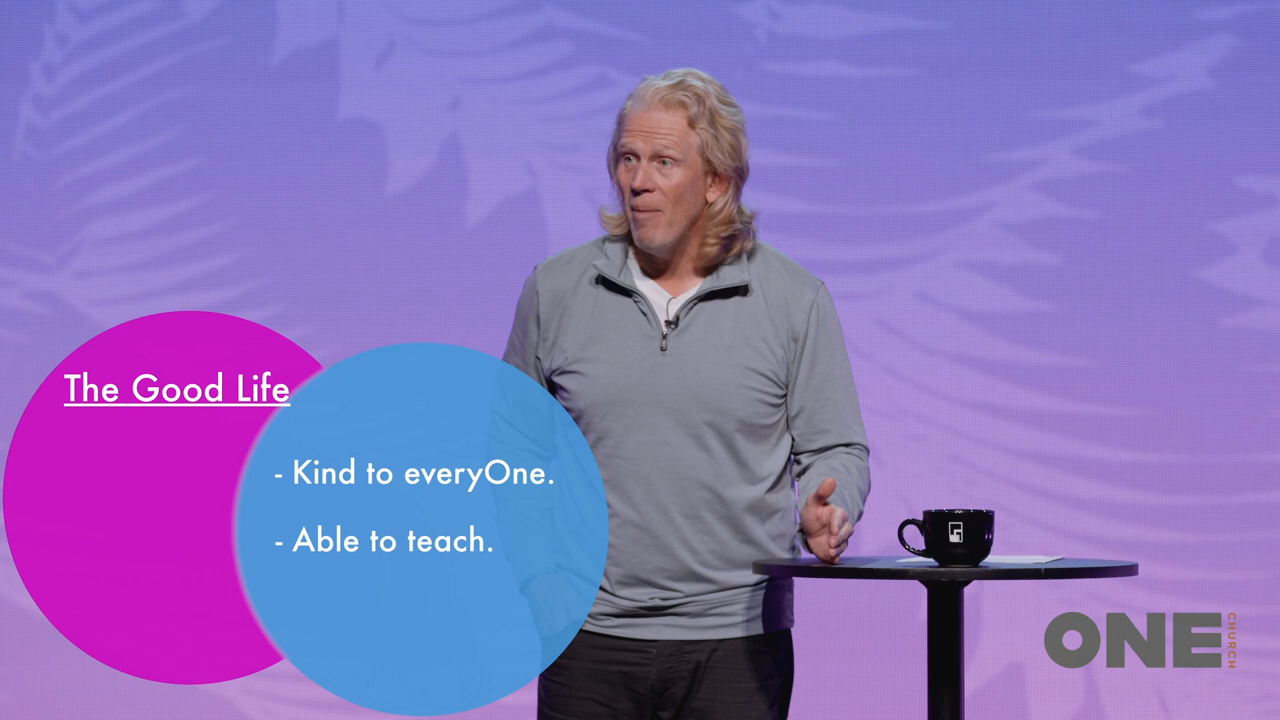 The Good Life
- Kind to everyOne.
- Able to teach.
ONE
CHURCH